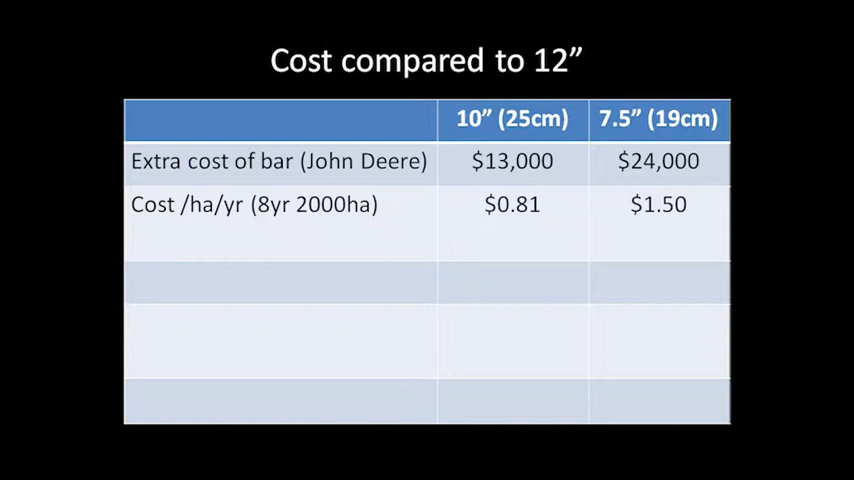 Cost compared to 12”
10” (25cm) 7.5” (19cm)
Extra cost of bar (John Deere) $13,000 $24,000
Cost /ha/yr (8yr 2000ha) $0.81 $1.50